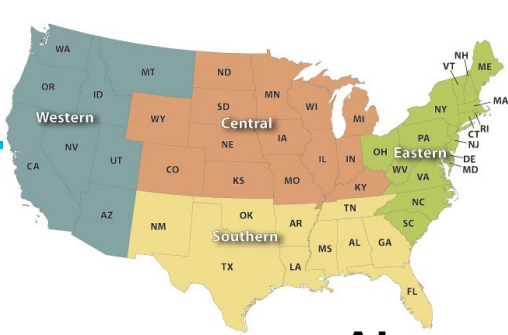 WA
MT
ND
MN
VT
NH
ME
OR
ID
SD
WI
MI
NY
MA
Western
WY
Central
CT
RI
NV
NE
IA
PA
NJ
OH
Eastern
DE
UT
IL
IN
WV
MD
CA
CO
KS
MO
KY
VA
AZ
NM
OK
AR
TN
NC
Southern
SC
TX
LA
MS
AL
GA
FL